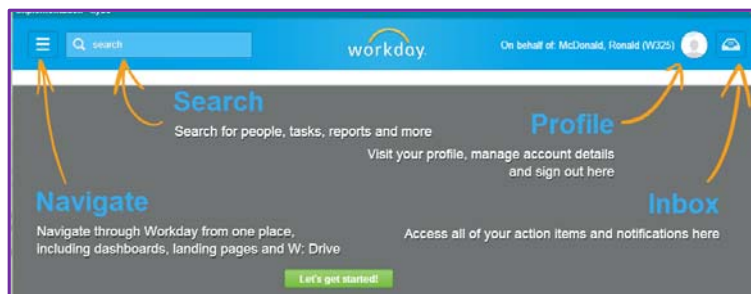 search
workday.
On behalf of: McDonald, Ronald (W325)
Search
Search for people, tasks, reports and more
Profile
Visit your profile, manage account details
and sign out here
Navigate
Navigate through Workday from one place,
including dashboards, landing pages and W: Drive
Inbox
Access all of your action items and notifications here
Let's get started!